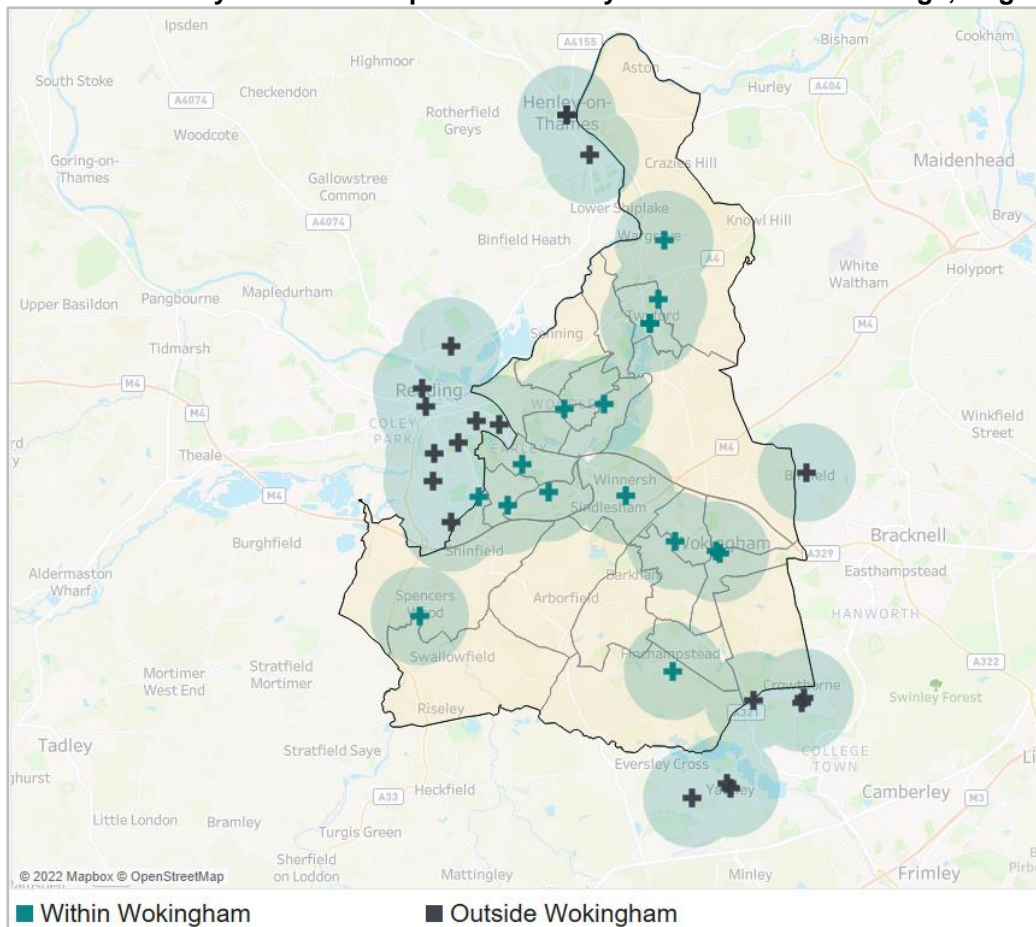 Ipsden
A4155
Aston
Bisham
Cookham
Highmoor
South Stoke
Checkendon
A4074
Rotherfield
Greys
Henley-on-
Thames
Hurley
A404
Woodcote
Goring-on-
Thames
Gallowstree
Common
Crazies Hill
Maidenhead
A4074
Lower Shiplake
Knowl Hill
Bray
Binfield Heath
Wargrave
A4
Holyport
White
Waltham
Upper Basildon
Pangbourne
Mapledurham
Twyford
M4
Sonning
Tidmarsh
M4
Reading
M4
COLEY
PARK
Winkfield
Street
Theale
EARLEY
M4
Winnersh
Binfield
M4
Sindlesham
Burghfield
Shinfield
Wokingham
Bracknell
A329
Easthampstead
Aldermaston
Wharf
Barkham
Spencers
Wood
Arborfield
HANWORTH
Swallowfield
Finchampstead
A322
Mortimer
West End
Stratfield
Mortimer
Crowthorne
Swinley Forest
Riseley
A321
Tadley
Stratfield Saye
Eversley Cross
COLLEGE
TOWN
Yateley
Camberley
A33
Heckfield
M3
Little London
Bramley
Turgis Green
Sherfield
on Loddon
Mattingley
Minley
Frimley
© 2022 Mapbox © OpenStreetMap
Within Wokingham
Outside Wokingham